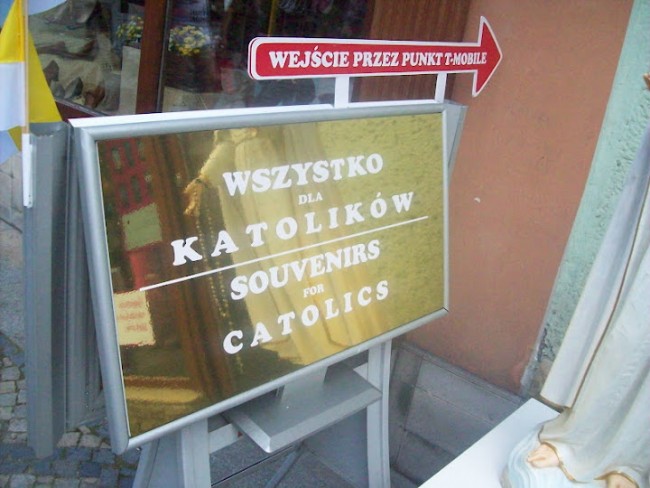 WEJŚCIE PRZEZ PUNKT T-MOBILE
WSZYSTKO
DLA
KATOLIKÓW
SOUVENIRS
FOR
CATOLICS